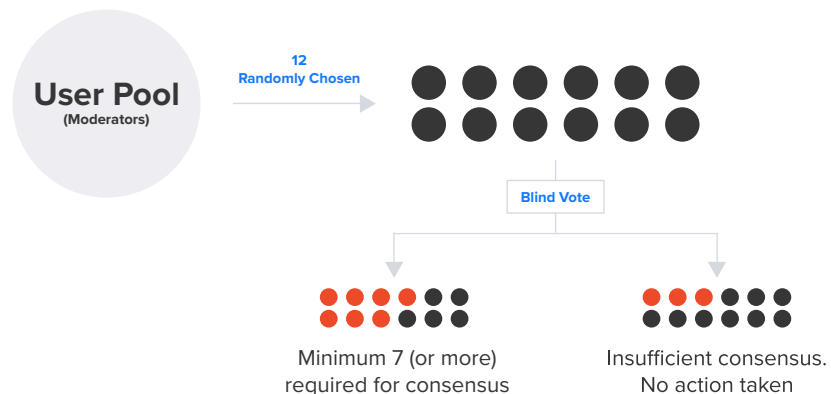 User Pool
(Moderators)
12
Randomly Chosen
Blind Vote
Minimum 7 (or more)
required for consensus
Insufficient consensus.
No action taken